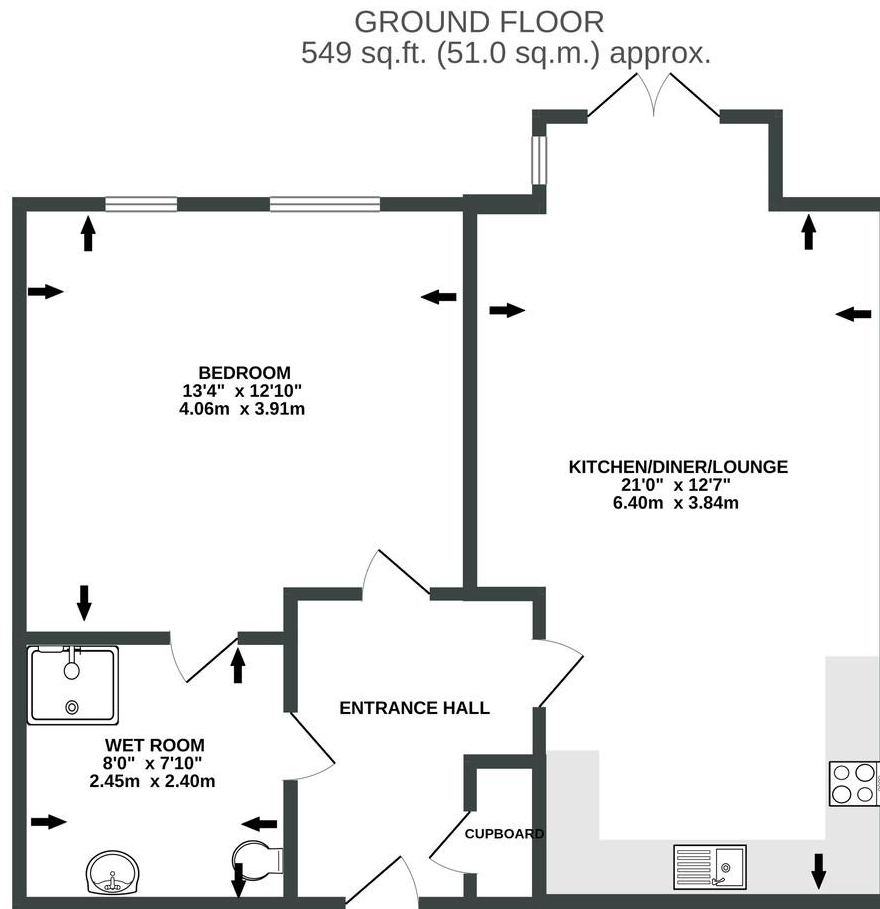 GROUND FLOOR
549 sq.ft. (51.0 sq.m.) approx.
BEDROOM
13'4" x 12'10"
4.06m x 3.91m
KITCHEN/DINER/LOUNGE
21'0" x 12'7"
6.40m x 3.84m
ENTRANCE HALL
WET ROOM
8'0" x 7'10"
2.45m x 2.40m
CUPBOARD